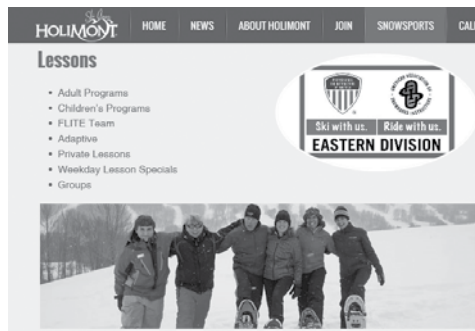 HOLIMONT
HOME
NEWS
ABOUT HOLIMONT
JOIN
SNOWSPORTS
Lessons
• Adult Programs
• Children's Programs
• FLITE Team
• Adaptive
• Private Lessons
• Weekday Lesson Specials
• Groups
Ski with us. Ride with us.
EASTERN DIVISION